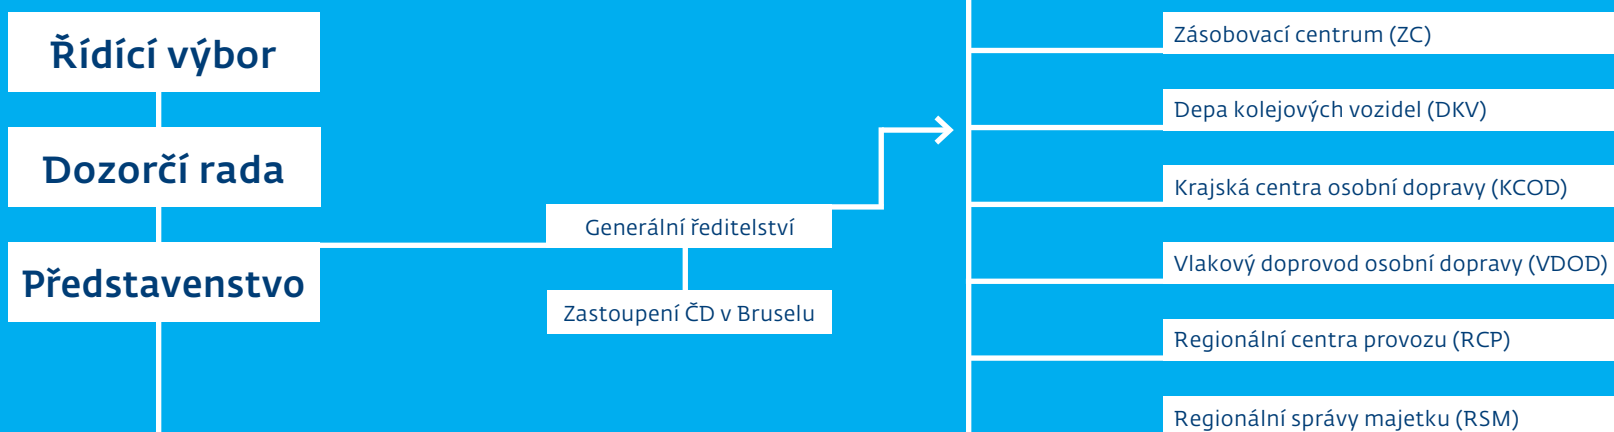 Řídící výbor
Dozorčí rada
Představenstvo
Generální ředitelství
Zastoupení ČD v Bruselu
Zásobovací centrum (ZC)
Depa kolejových vozidel (DKV)
Krajská centra osobní dopravy (KCOD)
Vlakový doprovod osobní dopravy (VDOD)
Regionální centra provozu (RCP)
Regionální správy majetku (RSM)